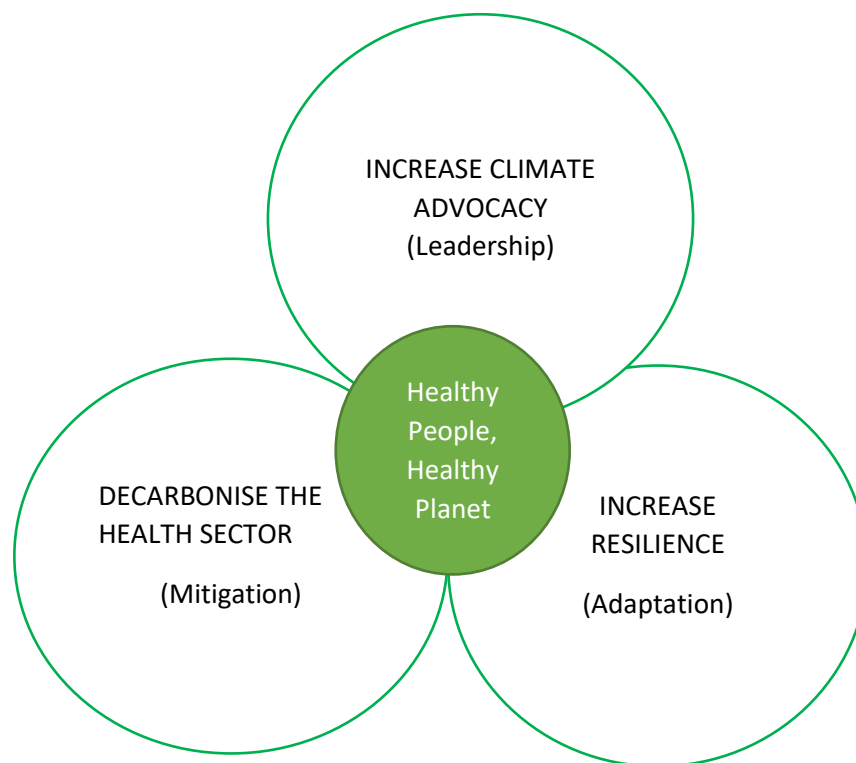 INCREASE CLIMATE
ADVOCACY
(Leadership)
Healthy
People,
Healthy
Planet
DECARBONISE THE
HEALTH SECTOR
(Mitigation)
INCREASE
RESILIENCE
(Adaptation)